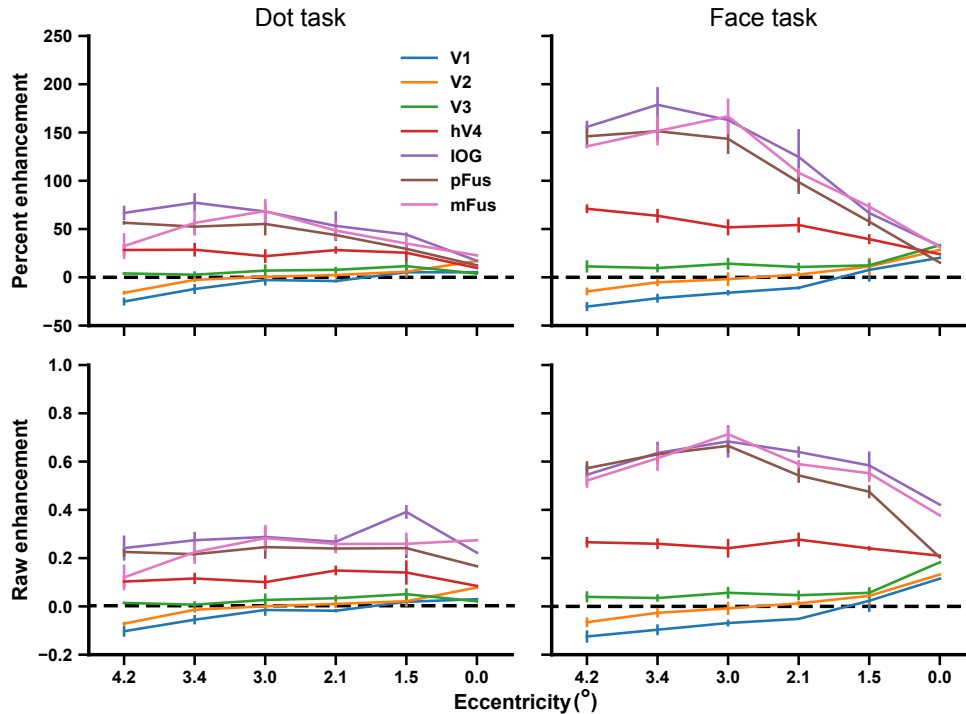 Dot task
Face task
Percent enhancement
250
200
150
100
50
0
−50
V1
V2
V3
hV4
IOG
pFus
mFus
Raw enhancement
1.0
0.8
0.6
0.4
0.2
0.0
−0.2
4.2 3.4 3.0 2.1 1.5 0.0
4.2 3.4 3.0 2.1 1.5 0.0
Eccentricity(°)